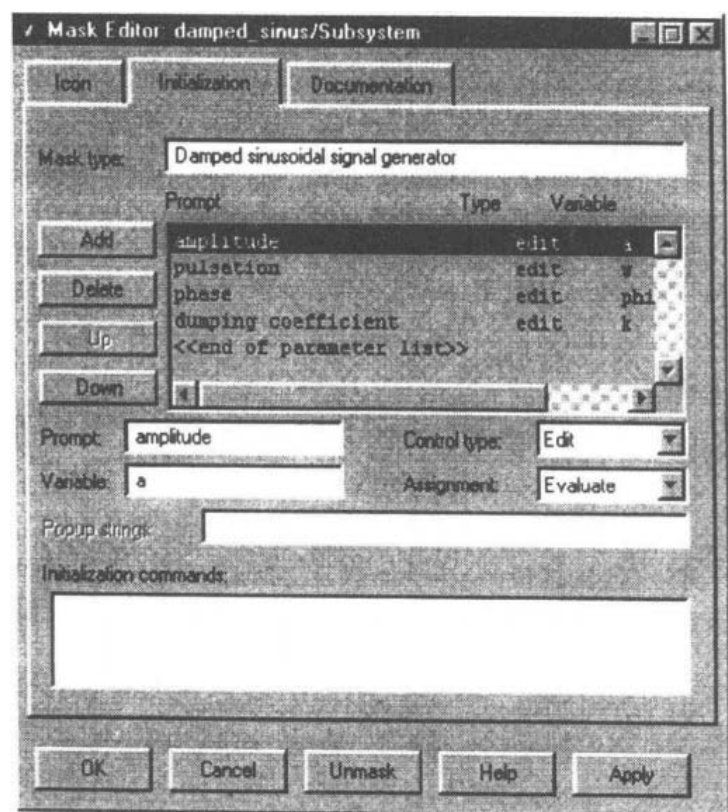 Mask Editor: damped_sinus/Subsystem
Icon Initialization Documentation
Mask type: Damped sinusoidal signal generator
Prompt Type Variable
Add
Delete
Up
Down
amplitude edit a
pulsation edit w
phase edit phi
dumping coefficient edit k
<<end of parameter list>>
Prompt: amplitude Control type: Edit
Variable: a Assignment: Evaluate
Popup strings:
Initialization commands:
OK Cancel Unmask Help Apply